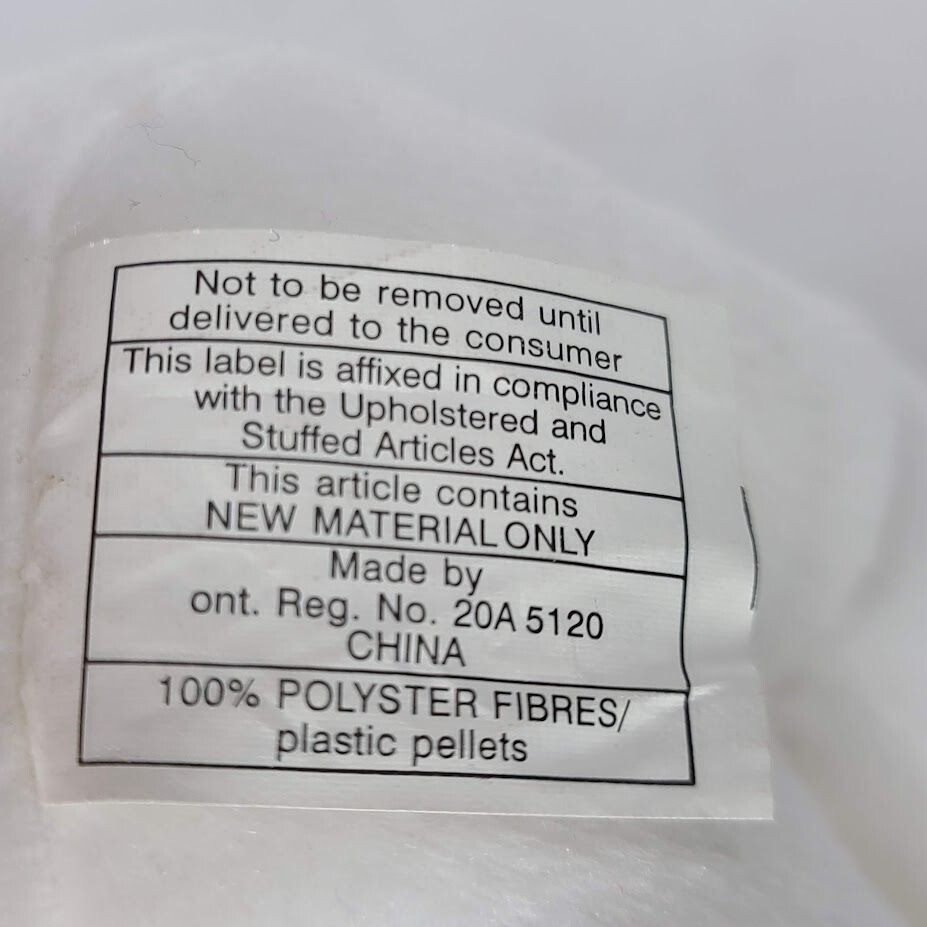 Not to be removed until
delivered to the consumer
This label is affixed in compliance
with the Upholstered and
Stuffed Articles Act.
This article contains
NEW MATERIAL ONLY
Made by
ont. Reg. No. 20A 5120
CHINA
100% POLYSTER FIBRES/
plastic pellets